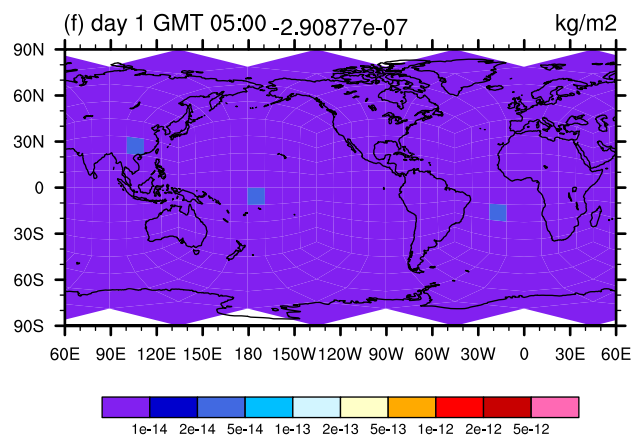 (f) day 1 GMT 05:00 -2.90877e-07 kg/m2
90N
60N
30N
0
30S
60S
90S
60E 90E 120E 150E 180 150W 120W 90W 60W 30W 0 30E 60E
1e-14 2e-14 5e-14 1e-13 2e-13 5e-13 1e-12 2e-12 5e-12